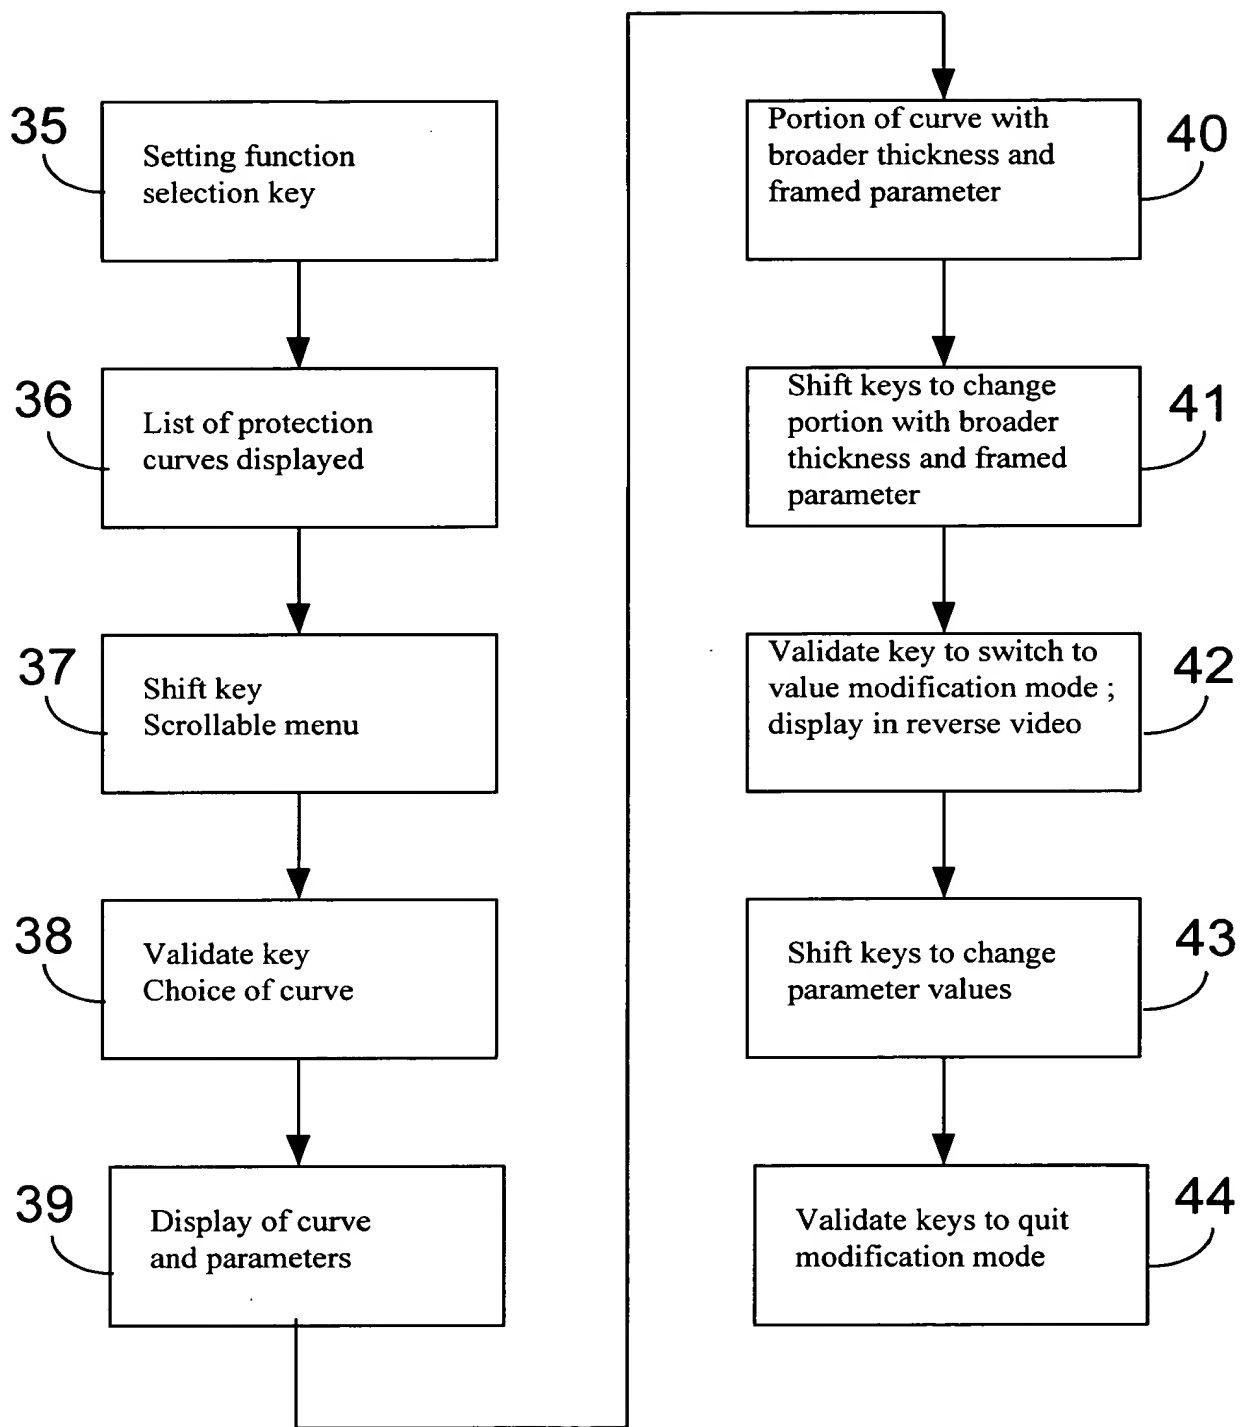 35
Setting function
selection key
36
List of protection
curves displayed
37
Shift key
Scrollable menu
38
Validate key
Choice of curve
39
Display of curve
and parameters
40
Portion of curve with
broader thickness and
framed parameter
41
Shift keys to change
portion with broader
thickness and framed
parameter
42
Validate key to switch to
value modification mode ;
display in reverse video
43
Shift keys to change
parameter values
44
Validate keys to quit
modification mode